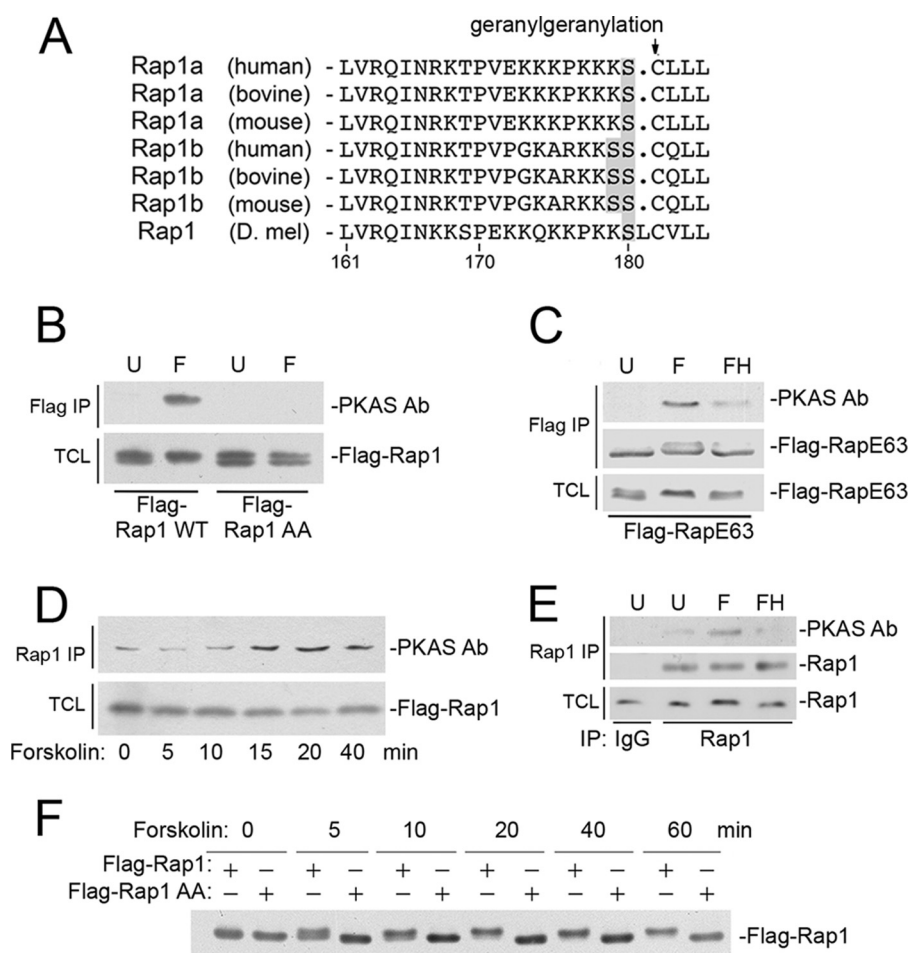 A
geranylgeranylation
Rap1a (human) - LVRQINRKTPVEKKKPKKKS.CLLL
Rap1a (bovine) - LVRQINRKTPVEKKKPKKKS.CLLL
Rap1a (mouse) - LVRQINRKTPVEKKKPKKKS.CLLL
Rap1b (human) - LVRQINRKTPVPGKARKKSS.CQLL
Rap1b (bovine) - LVRQINRKTPVPGKARKKSS.CQLL
Rap1b (mouse) - LVRQINRKTPVPGKARKKSS.CQLL
Rap1 (D. mel) - LVRQINKKSPEKKQKKPKKSLCVLL
161 170 180
B
U F U F
Flag IP -PKAS Ab
TCL -Flag-Rap1
Flag- Flag-
Rap1 WT Rap1 AA
C
U F FH
Flag IP -PKAS Ab
-Flag-RapE63
TCL -Flag-RapE63
Flag-RapE63
D
Rap1 IP -PKAS Ab
TCL -Flag-Rap1
Forskolin: 0 5 10 15 20 40 min
E
U U F FH
Rap1 IP -PKAS Ab
-Rap1
TCL -Rap1
IP: IgG Rap1
F
Forskolin: 0 5 10 20 40 60 min
Flag-Rap1: + – + – + – + – + – + –
Flag-Rap1 AA: – + – + – + – + – + – +
-Flag-Rap1